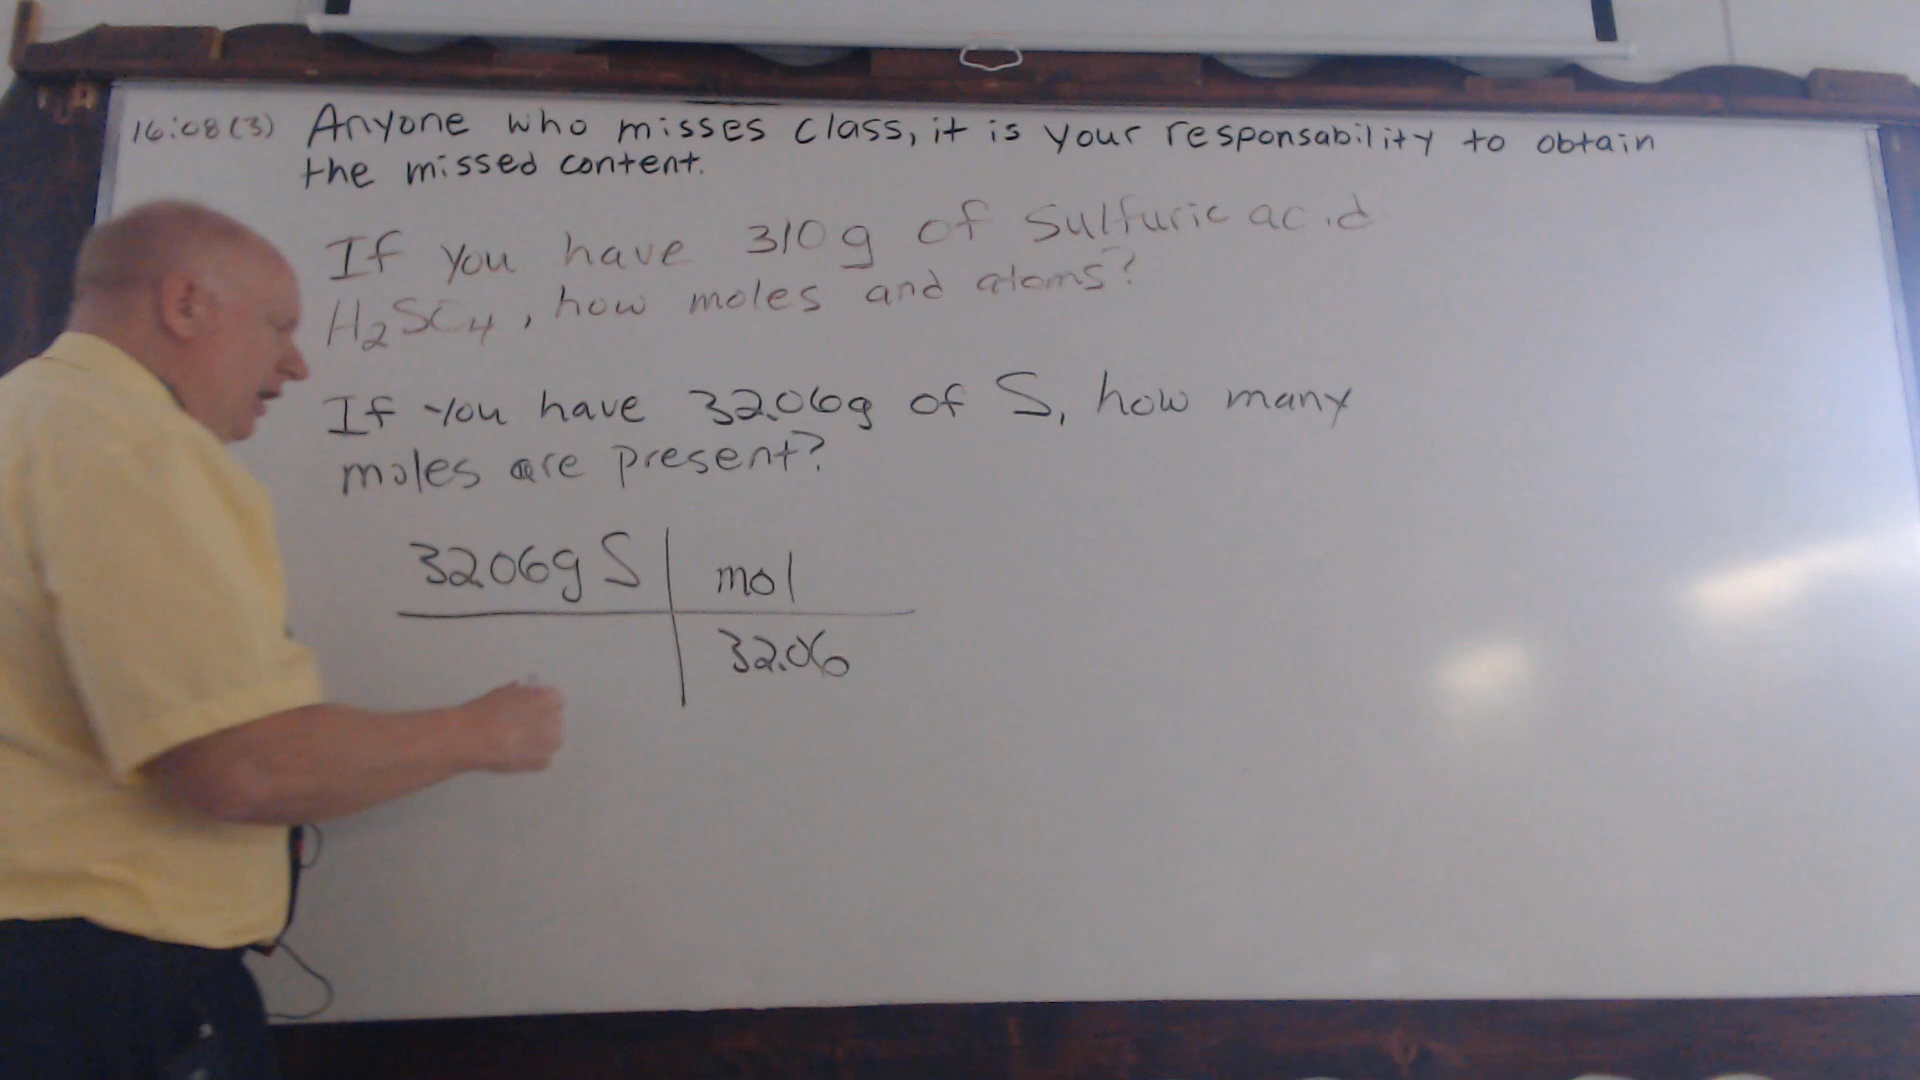 16:08(3) Anyone who misses class, it is your responsability to obtain
the missed content.
If you have 310g of sulfuric acid
H₂SO₄, how moles and atoms?
If you have 32.06g of S, how many
moles are present?
32.06g S | mol
32.06